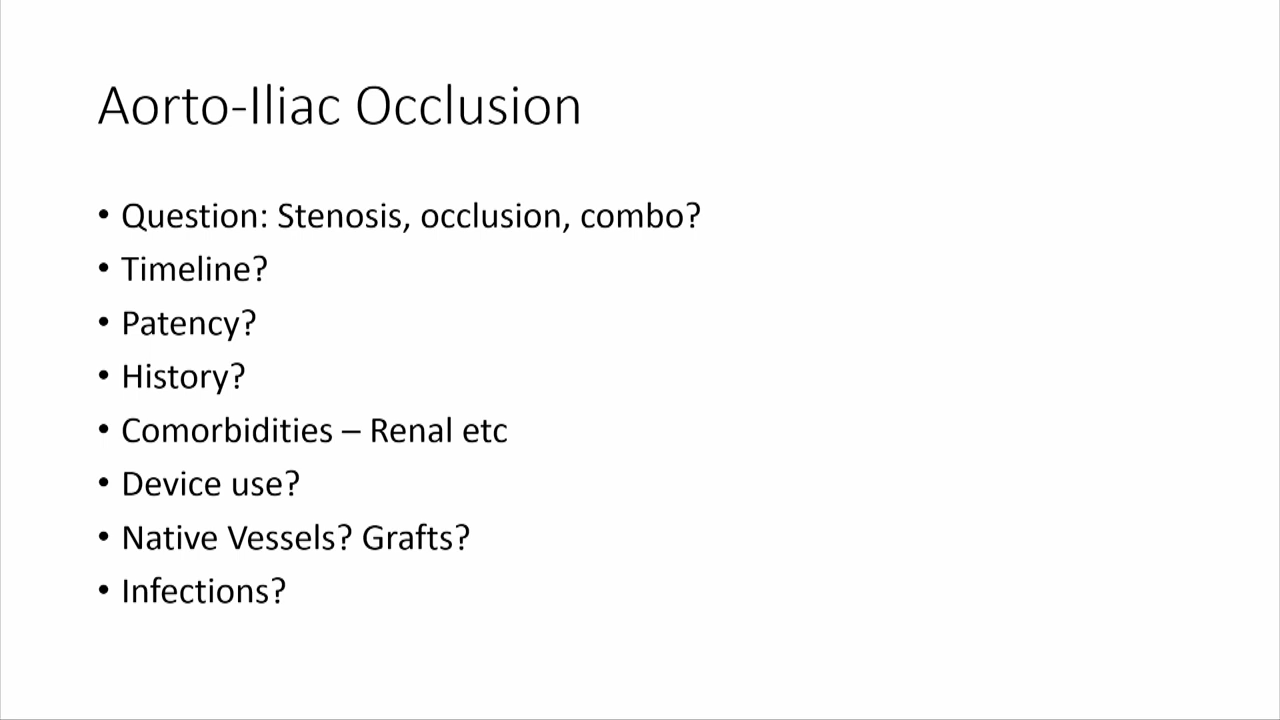 Aorto-Iliac Occlusion
• Question: Stenosis, occlusion, combo?
• Timeline?
• Patency?
• History?
• Comorbidities – Renal etc
• Device use?
• Native Vessels? Grafts?
• Infections?